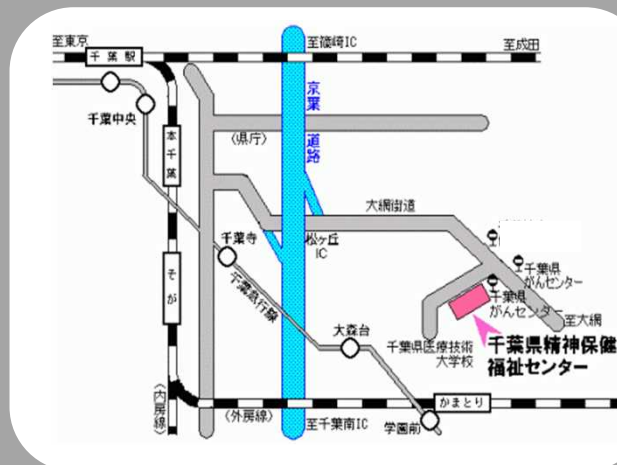 至東京
千葉駅
至篠崎IC
至成田
千葉中央
京葉道路
本千葉
(県庁)
大網街道
千葉寺
松ヶ丘
IC
千葉県
がんセンター
千葉県
がんセンター
そが
千葉急行線
至大網
大森台
千葉県医療技術
大学校
千葉県精神保健
福祉センター
(内房線)
(外房線)
至千葉南IC
かまとり
学園前